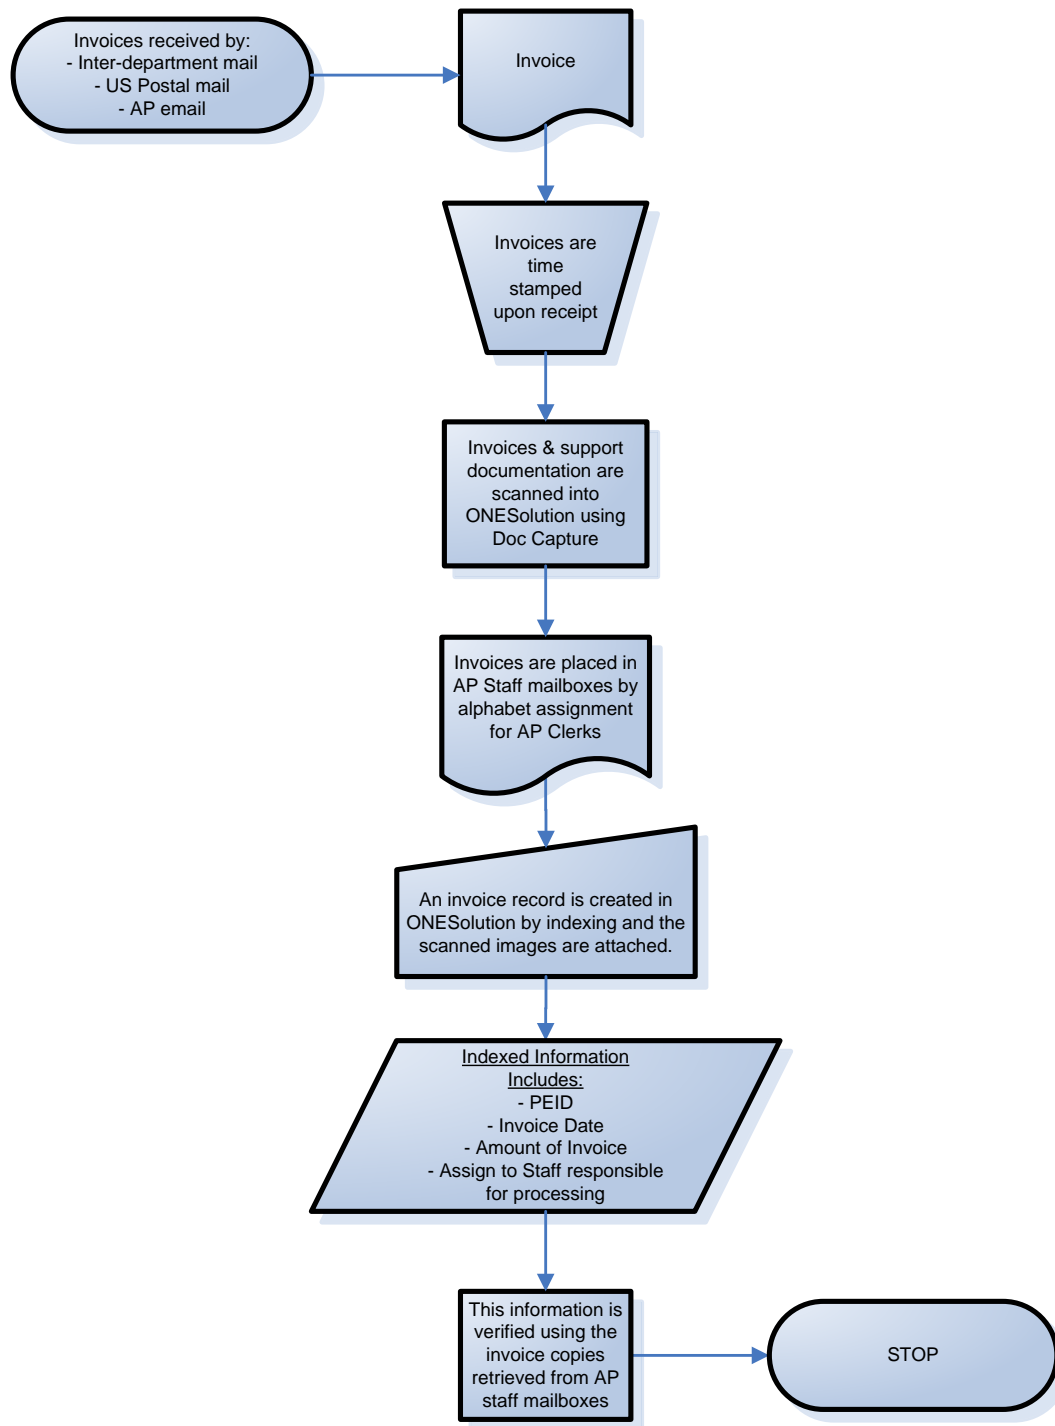 Invoices received by:
- Inter-department mail
- US Postal mail
- AP email
Invoice
Invoices are
time
stamped
upon receipt
Invoices & support
documentation are
scanned into
ONESolution using
Doc Capture
Invoices are placed in
AP Staff mailboxes by
alphabet assignment
for AP Clerks
An invoice record is created in
ONESolution by indexing and the
scanned images are attached.
Indexed Information
Includes:
- PEID
- Invoice Date
- Amount of Invoice
- Assign to Staff responsible
for processing
This information is
verified using the
invoice copies
retrieved from AP
staff mailboxes
STOP